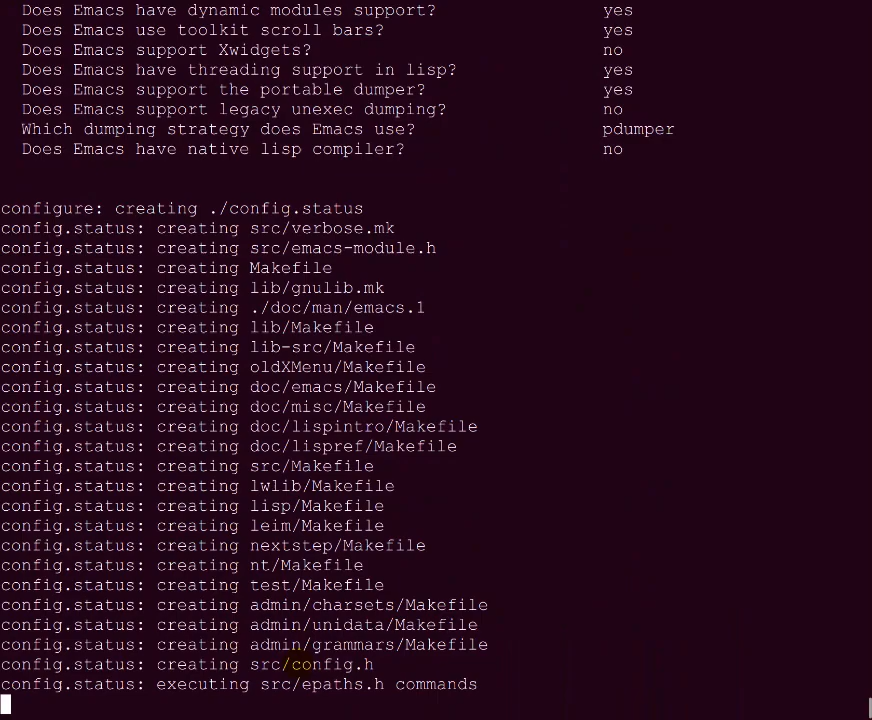 Does Emacs have dynamic modules support? yes
Does Emacs use toolkit scroll bars? yes
Does Emacs support Xwidgets? no
Does Emacs have threading support in lisp? yes
Does Emacs support the portable dumper? yes
Does Emacs support legacy unexec dumping? no
Which dumping strategy does Emacs use? pdumper
Does Emacs have native lisp compiler? no
configure: creating ./config.status
config.status: creating src/verbose.mk
config.status: creating src/emacs-module.h
config.status: creating Makefile
config.status: creating lib/gnulib.mk
config.status: creating ./doc/man/emacs.1
config.status: creating lib/Makefile
config.status: creating lib-src/Makefile
config.status: creating oldXMenu/Makefile
config.status: creating doc/emacs/Makefile
config.status: creating doc/misc/Makefile
config.status: creating doc/lispintro/Makefile
config.status: creating doc/lispref/Makefile
config.status: creating src/Makefile
config.status: creating lwlib/Makefile
config.status: creating lisp/Makefile
config.status: creating leim/Makefile
config.status: creating nextstep/Makefile
config.status: creating nt/Makefile
config.status: creating test/Makefile
config.status: creating admin/charsets/Makefile
config.status: creating admin/unidata/Makefile
config.status: creating admin/grammars/Makefile
config.status: creating src/config.h
config.status: executing src/epaths.h commands